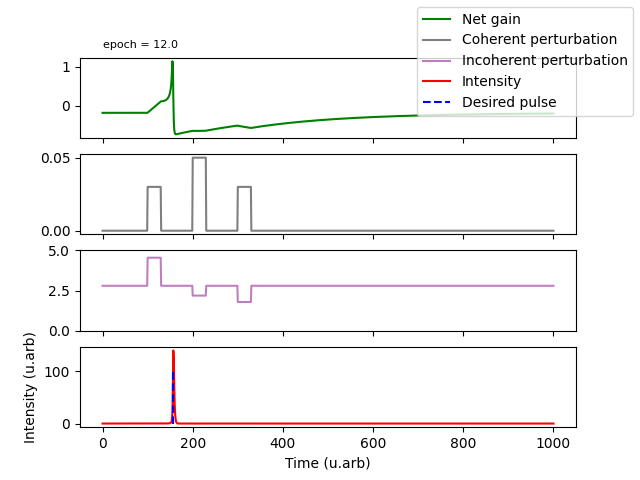 epoch = 12.0
Net gain
Coherent perturbation
Incoherent perturbation
Intensity
Desired pulse
1
0
0.05
0.00
5.0
2.5
0.0
Intensity (u.arb)
100
0
0 200 400 600 800 1000
Time (u.arb)